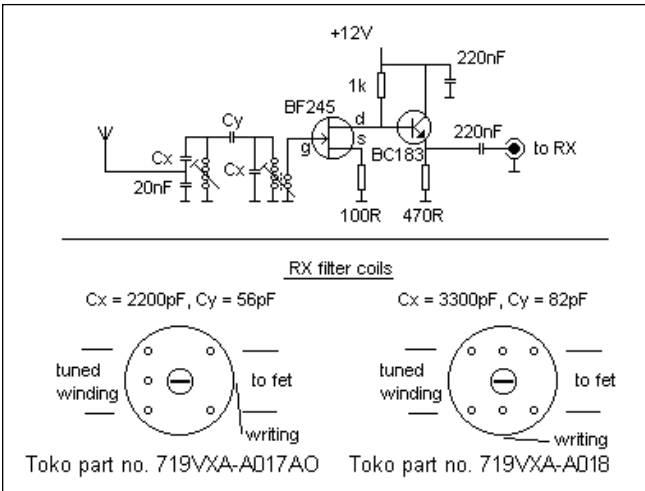 +12V
220nF
1k
BF245
d
Cy
220nF
s
g
BC183
to RX
Cx
Cx
20nF
100R
470R
RX filter coils
Cx = 2200pF, Cy = 56pF
Cx = 3300pF, Cy = 82pF
tuned
winding
to fet
tuned
winding
to fet
writing
writing
Toko part no. 719VXA-A017AO
Toko part no. 719VXA-A018